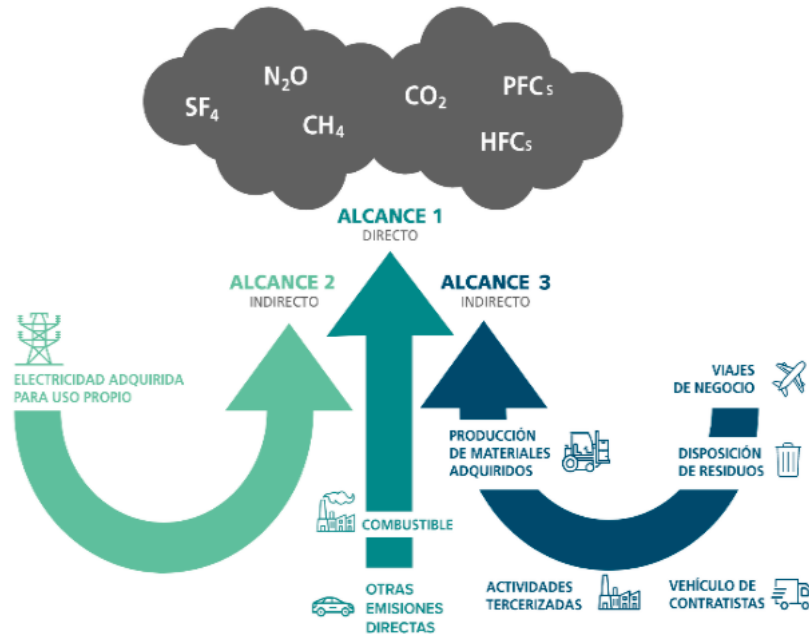 SF₄
N₂O
CH₄
CO₂
PFCs
HFCs
ALCANCE 1
DIRECTO
ALCANCE 2
INDIRECTO
ALCANCE 3
INDIRECTO
ELECTRICIDAD ADQUIRIDA
PARA USO PROPIO
COMBUSTIBLE
OTRAS
EMISIONES
DIRECTAS
PRODUCCIÓN
DE MATERIALES
ADQUIRIDOS
VIAJES
DE NEGOCIO
DISPOSICIÓN
DE RESIDUOS
ACTIVIDADES
TERCERIZADAS
VEHÍCULO DE
CONTRATISTAS